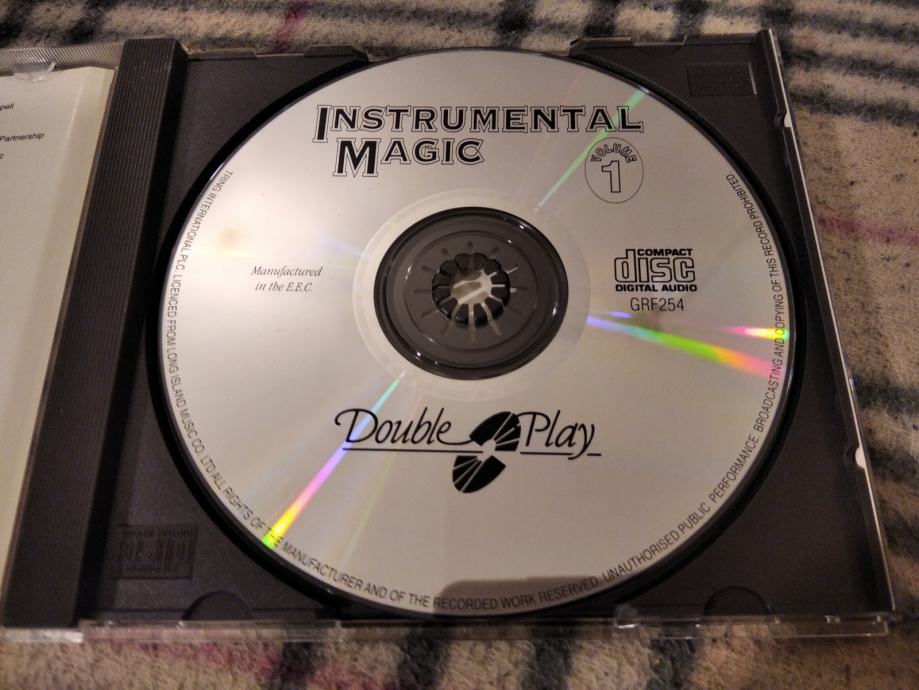 pell
Partnership
c
INSTRUMENTAL
MAGIC
VOLUME
1
Manufactured
in the E.E.C.
COMPACT
disc
DIGITAL AUDIO
GRF254
Double Play
TRING INTERNATIONAL PLC. LICENCED FROM LONG ISLAND MUSIC CO. LTD ALL RIGHTS OF THE MANUFACTURER AND OF THE RECORDED WORK RESERVED. UNAUTHORISED PUBLIC PERFORMANCE. BROADCASTING AND COPYING OF THIS RECORD PROHIBITED.